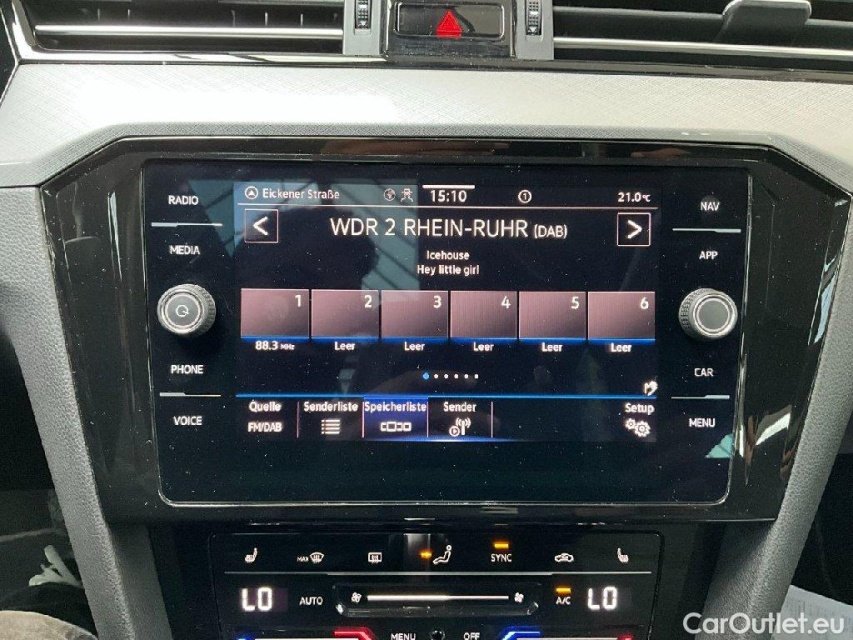 RADIO
MEDIA
PHONE
VOICE
Eickener Straße 15:10 1 21.0°C
< WDR 2 RHEIN-RUHR (DAB) >
Icehouse
Hey little girl
1 2 3 4 5 6
88.3 MHz Leer Leer Leer Leer Leer
Quelle Senderliste Speicherliste Sender Setup
FM/DAB
NAV
APP
CAR
MENU
MAX SYNC
LO AUTO A/C LO
MENU OFF
CarOutlet.eu